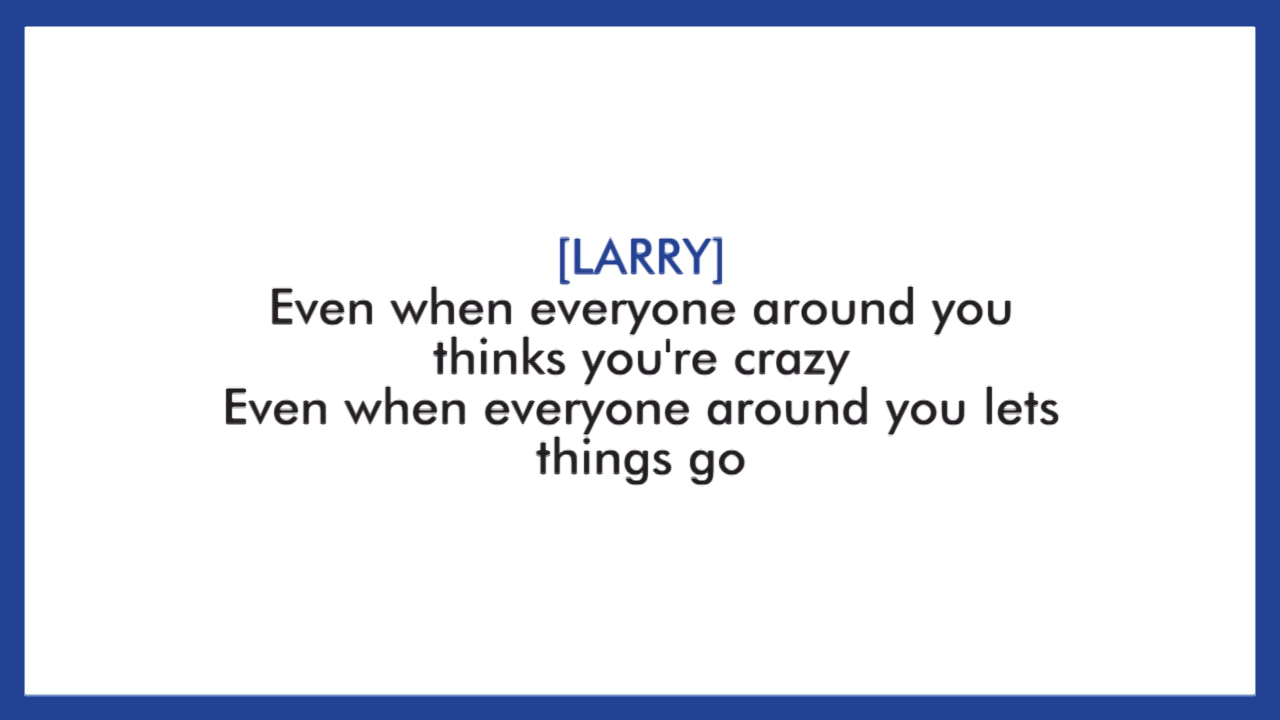 [LARRY]
Even when everyone around you
thinks you're crazy
Even when everyone around you lets
things go